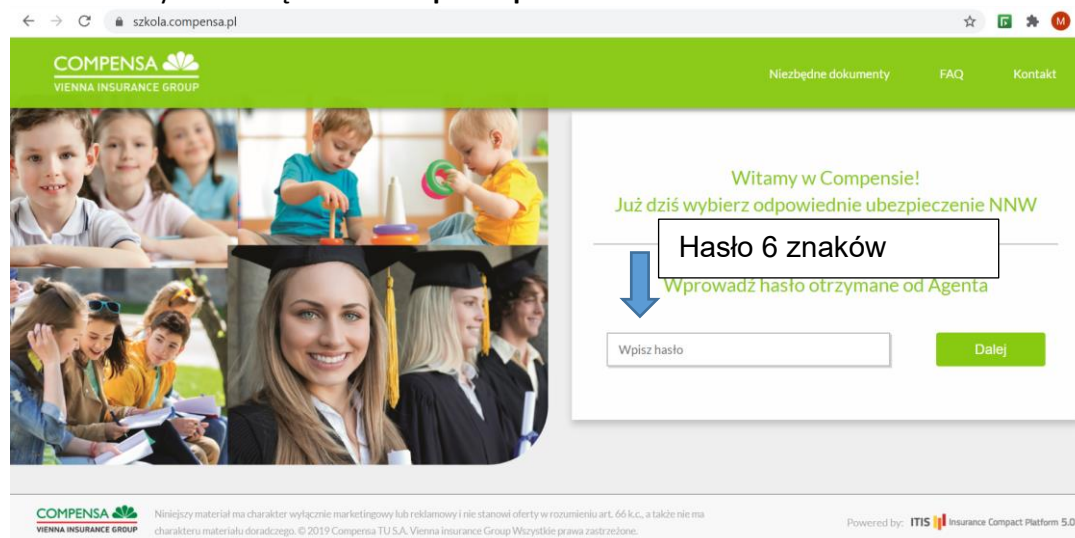 szkola.compensa.pl
M
COMPENSA
VIENNA INSURANCE GROUP
Niezbędne dokumenty FAQ Kontakt
Witamy w Compensie!
Już dziś wybierz odpowiednie ubezpieczenie NNW
Hasło 6 znaków
Wprowadź hasło otrzymane od Agenta
Wpisz hasło
Dalej
COMPENSA
VIENNA INSURANCE GROUP
Niniejszy materiał ma charakter wyłącznie marketingowy lub reklamowy i nie stanowi oferty w rozumieniu art. 66 k.c., a także nie ma
charakteru materiału doradczego. © 2019 Compensa TU S.A. Vienna insurance Group Wszystkie prawa zastrzeżone.
Powered by: ITIS Insurance Compact Platform 5.0